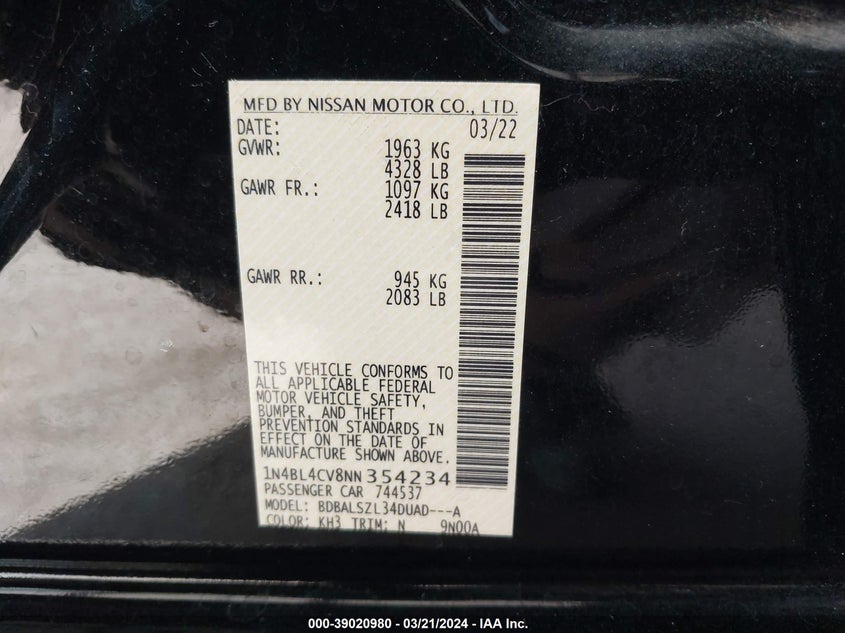 MFD BY NISSAN MOTOR CO., LTD.
DATE: 03/22
GVWR: 1963 KG
4328 LB
GAWR FR.: 1097 KG
2418 LB
GAWR RR.: 945 KG
2083 LB
THIS VEHICLE CONFORMS TO
ALL APPLICABLE FEDERAL
MOTOR VEHICLE SAFETY,
BUMPER, AND THEFT
PREVENTION STANDARDS IN
EFFECT ON THE DATE OF
MANUFACTURE SHOWN ABOVE.
1N4BL4CV8NN354234
PASSENGER CAR 744537
MODEL: BDBALSZL34DUAD---A
COLOR: KH3 TRIM: N 9N00A
000-39020980 - 03/21/2024 - IAA Inc.